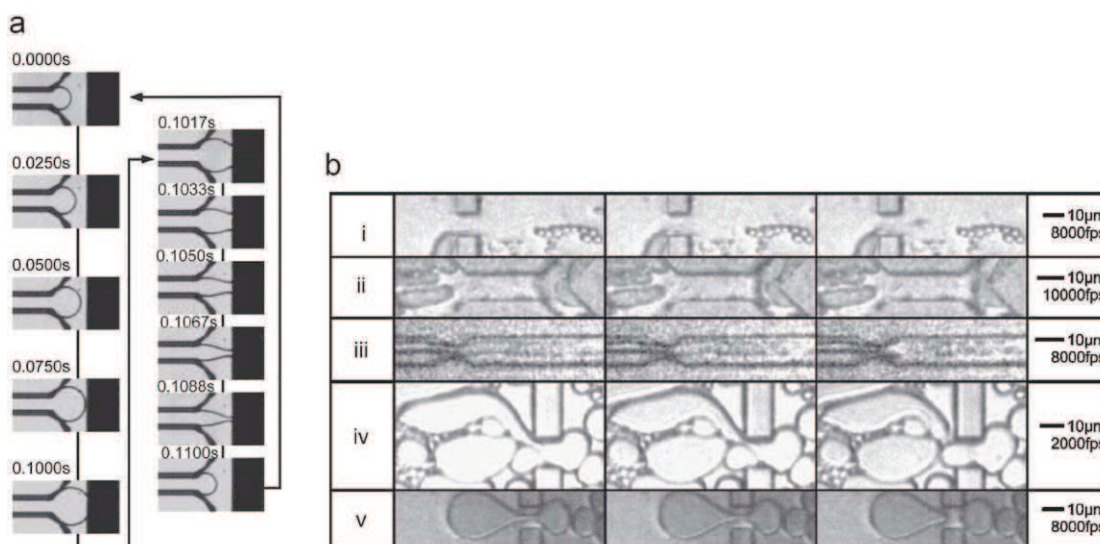 a
0.0000s
0.0250s
0.0500s
0.0750s
0.1000s
0.1017s
0.1033s
0.1050s
0.1067s
0.1088s
0.1100s
b
i
10μm
8000fps
ii
10μm
10000fps
iii
10μm
8000fps
iv
10μm
2000fps
v
10μm
8000fps